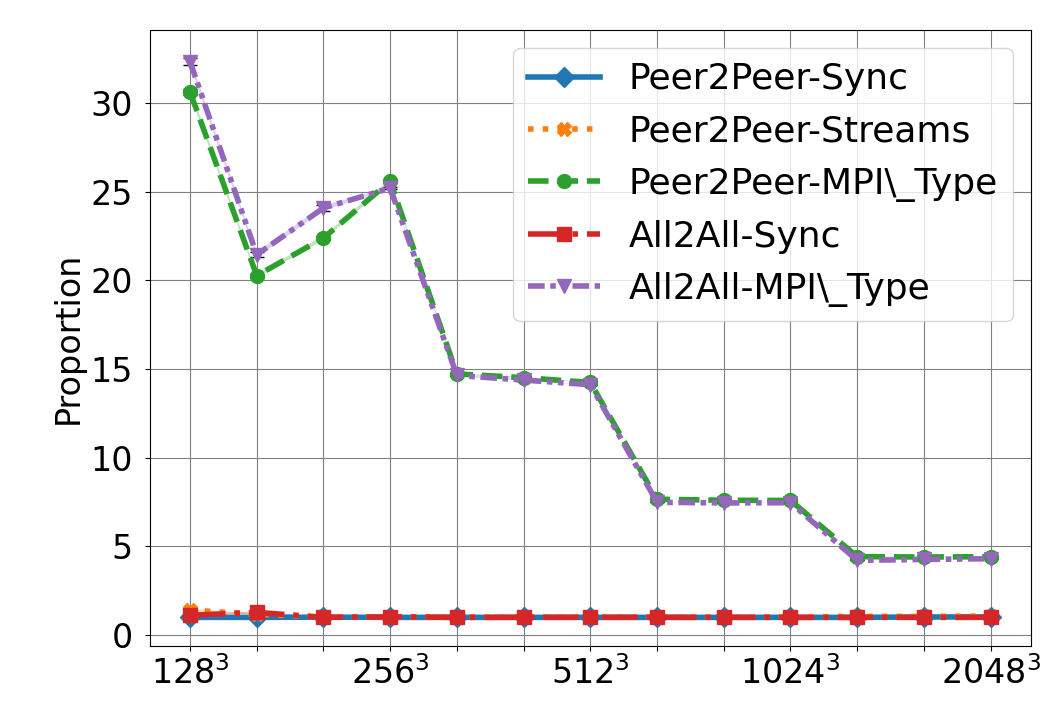 Proportion
30
25
20
15
10
5
0
128³
256³
512³
1024³
2048³
Peer2Peer-Sync
Peer2Peer-Streams
Peer2Peer-MPI\_Type
All2All-Sync
All2All-MPI\_Type